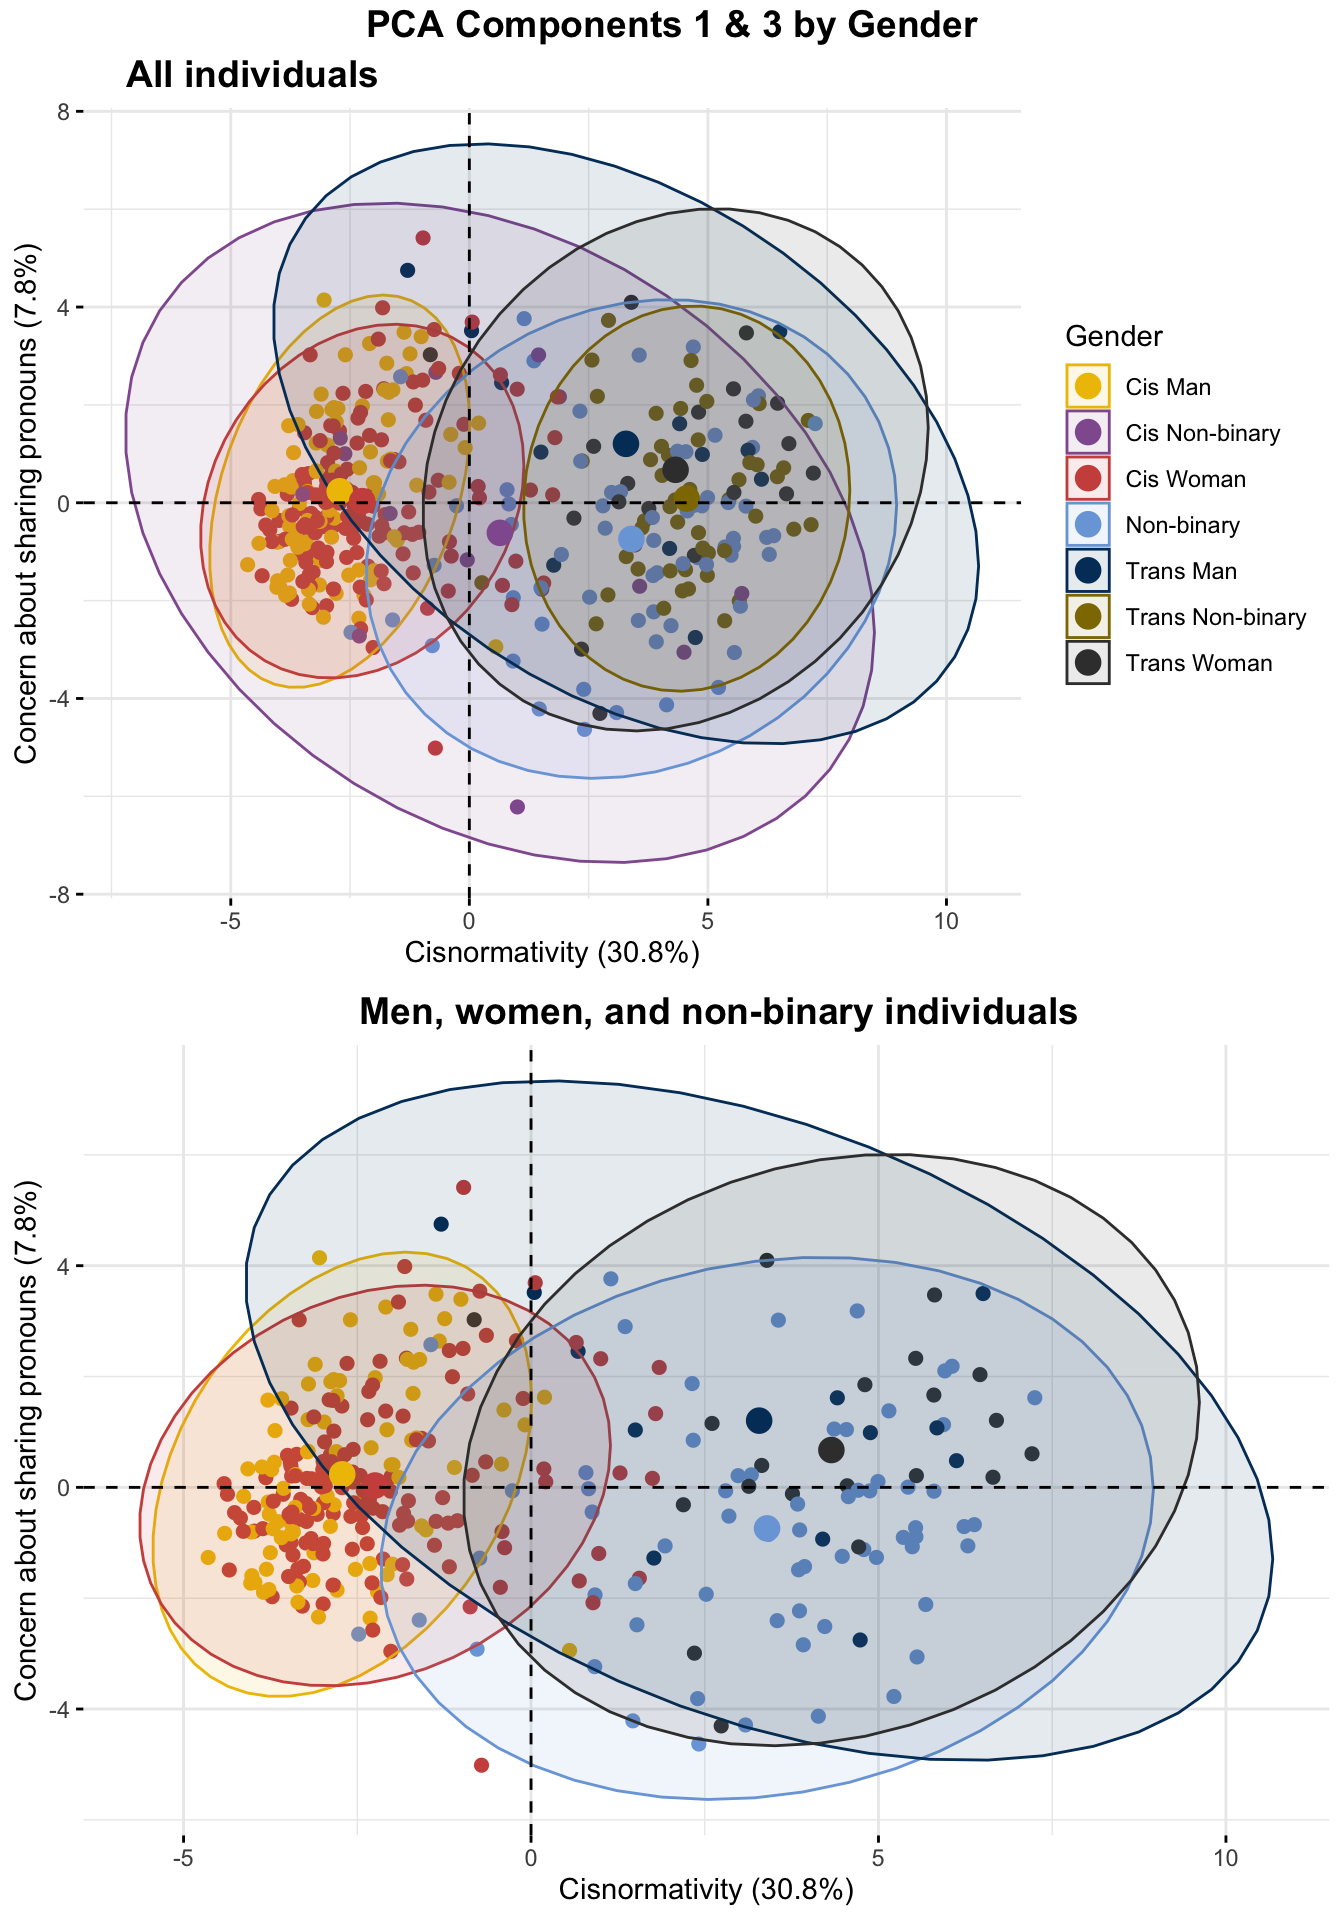 PCA Components 1 & 3 by Gender
All individuals
8
4
0
-4
-8
Concern about sharing pronouns (7.8%)
-5
0
5
10
Cisnormativity (30.8%)
Gender
Cis Man
Cis Non-binary
Cis Woman
Non-binary
Trans Man
Trans Non-binary
Trans Woman
Men, women, and non-binary individuals
4
0
-4
Concern about sharing pronouns (7.8%)
-5
0
5
10
Cisnormativity (30.8%)